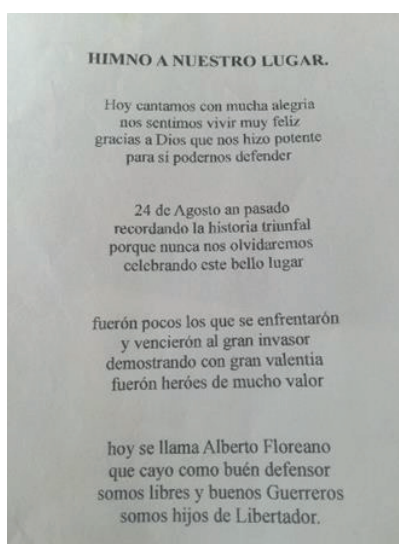 HIMNO A NUESTRO LUGAR.
Hoy cantamos con mucha alegria
nos sentimos vivir muy feliz
gracias a Dios que nos hizo potente
para si podernos defender
24 de Agosto an pasado
recordando la historia triunfal
porque nunca nos olvidaremos
celebrando este bello lugar
fuerón pocos los que se enfrentarón
y vencierón al gran invasor
demostrando con gran valentia
fuerón heróes de mucho valor
hoy se llama Alberto Floreano
que cayo como buén defensor
somos libres y buenos Guerreros
somos hijos de Libertador.